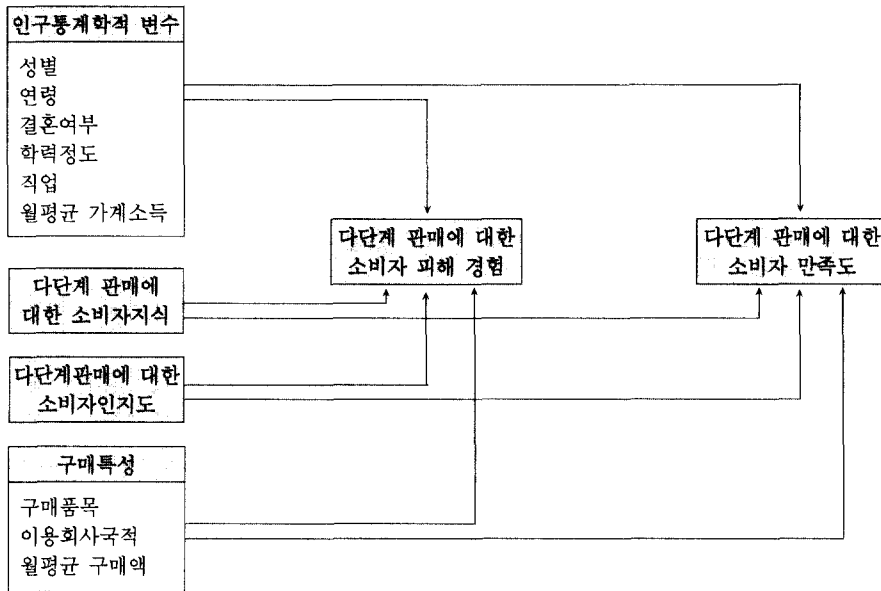 인구통계학적 변수
성별
연령
결혼여부
학력정도
직업
월평균 가계소득
다단계 판매에 대한
소비자 피해 경험
다단계 판매에 대한
소비자 만족도
다단계 판매에
대한 소비자지식
다단계판매에 대한
소비자인지도
구매특성
구매품목
이용회사국적
월평균 구매액